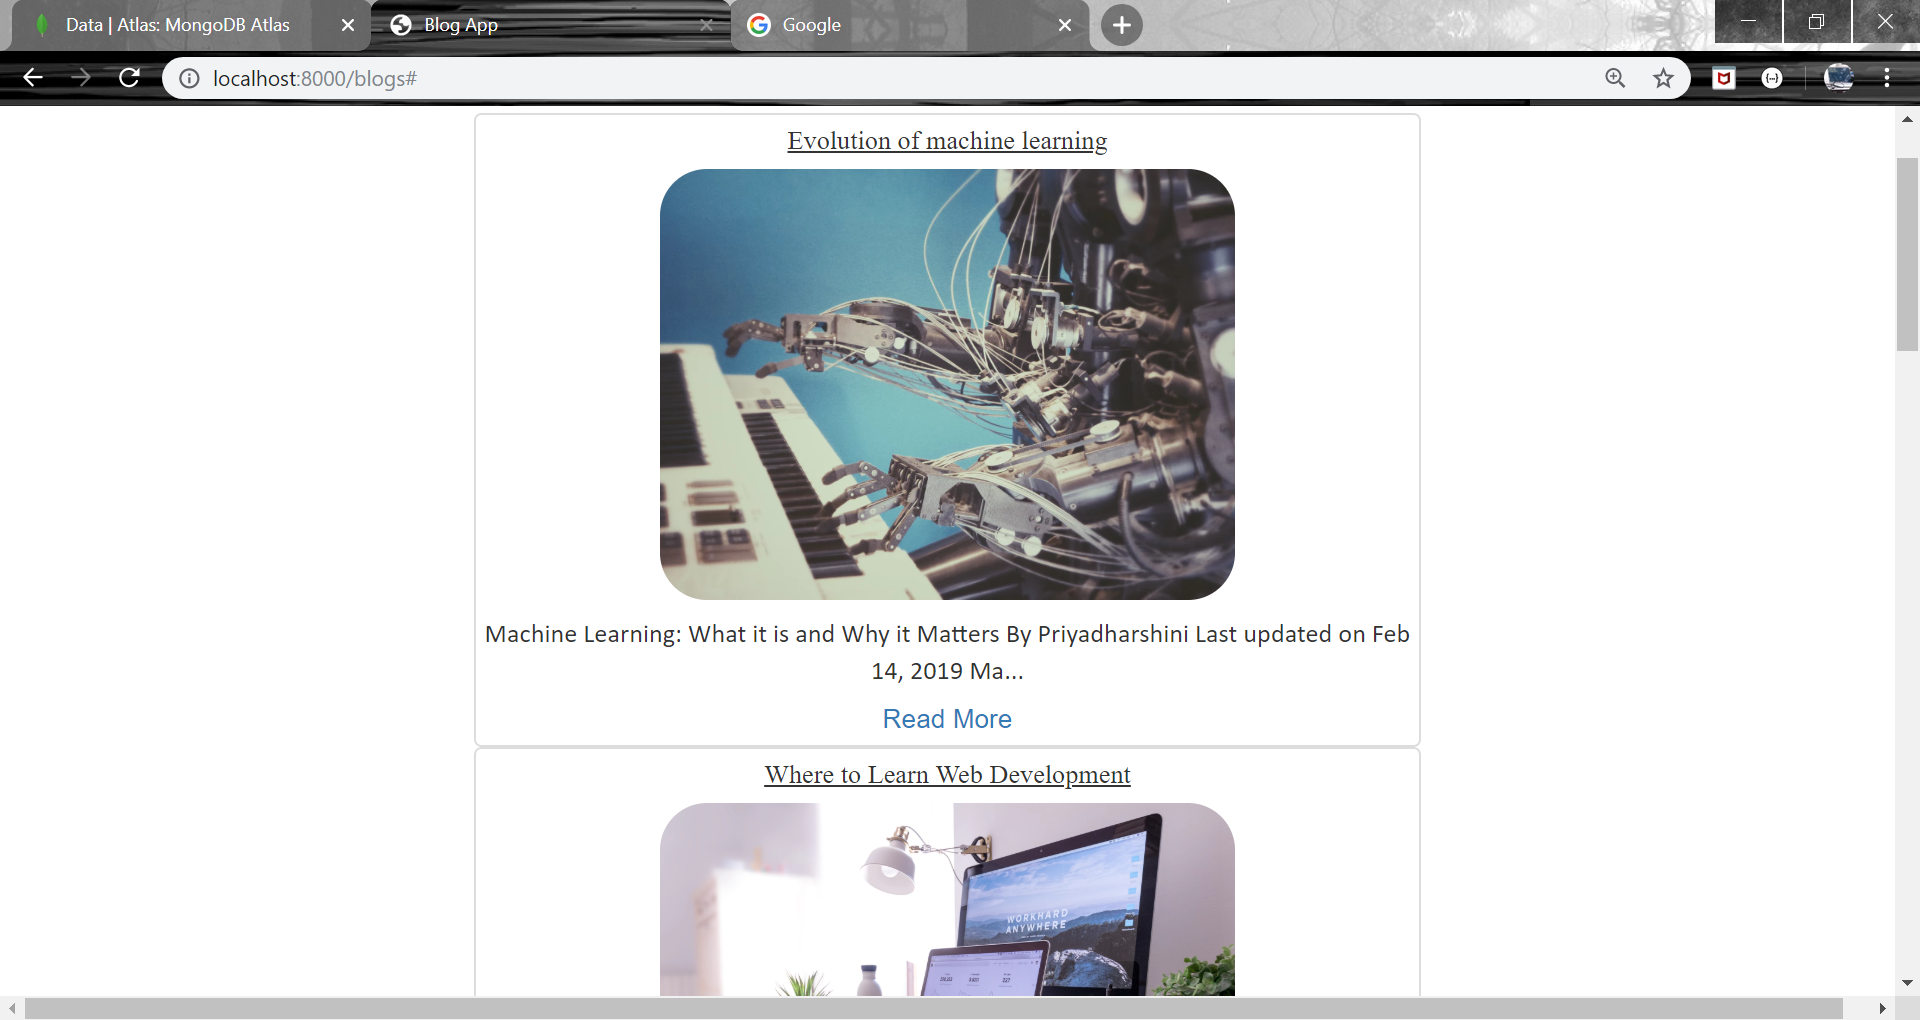 Data | Atlas: MongoDB Atlas
Blog App
Google
localhost:8000/blogs#
Evolution of machine learning
Machine Learning: What it is and Why it Matters By Priyadharshini Last updated on Feb
14, 2019 Ma...
Read More
Where to Learn Web Development
WORKHARD
ANYWHERE